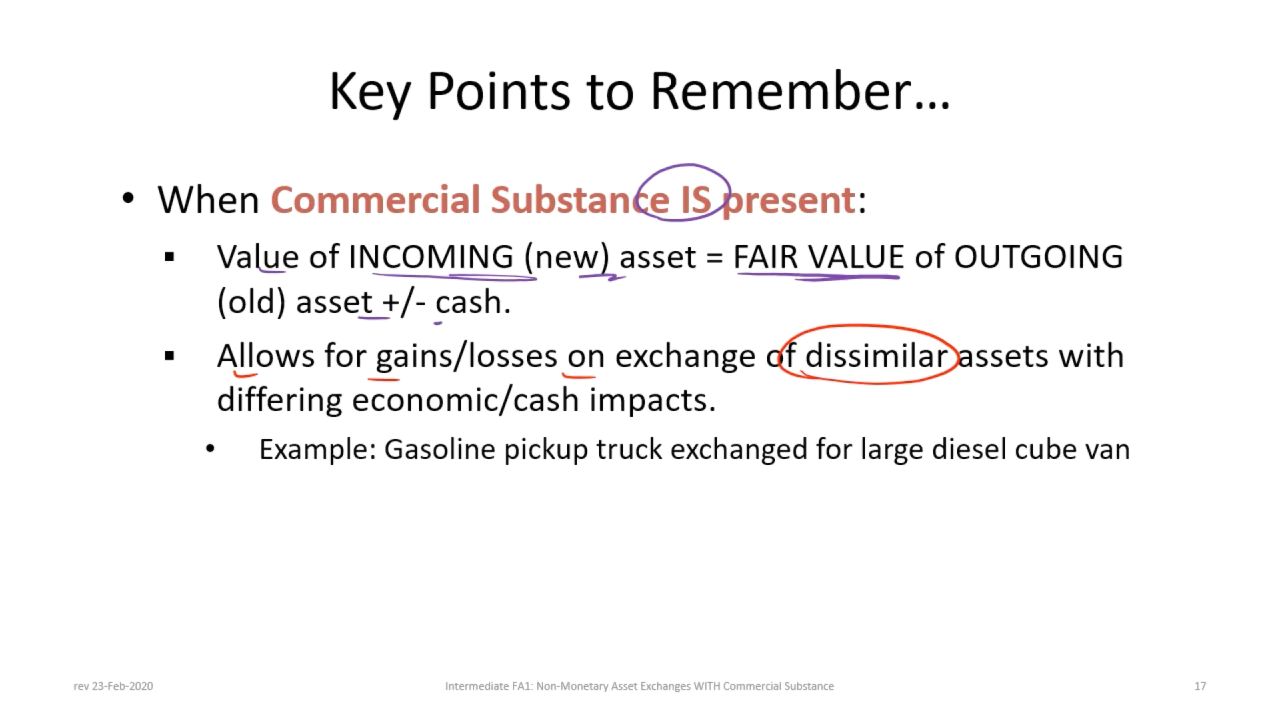 Key Points to Remember…
• When Commercial Substance IS present:
▪ Value of INCOMING (new) asset = FAIR VALUE of OUTGOING
(old) asset +/- cash.
▪ Allows for gains/losses on exchange of dissimilar assets with
differing economic/cash impacts.
• Example: Gasoline pickup truck exchanged for large diesel cube van
rev 23-Feb-2020
Intermediate FA1: Non-Monetary Asset Exchanges WITH Commercial Substance
17